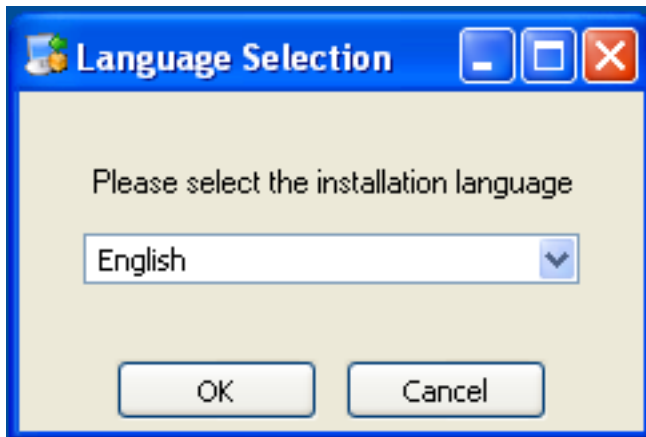 Language Selection
Please select the installation language
English
OK
Cancel